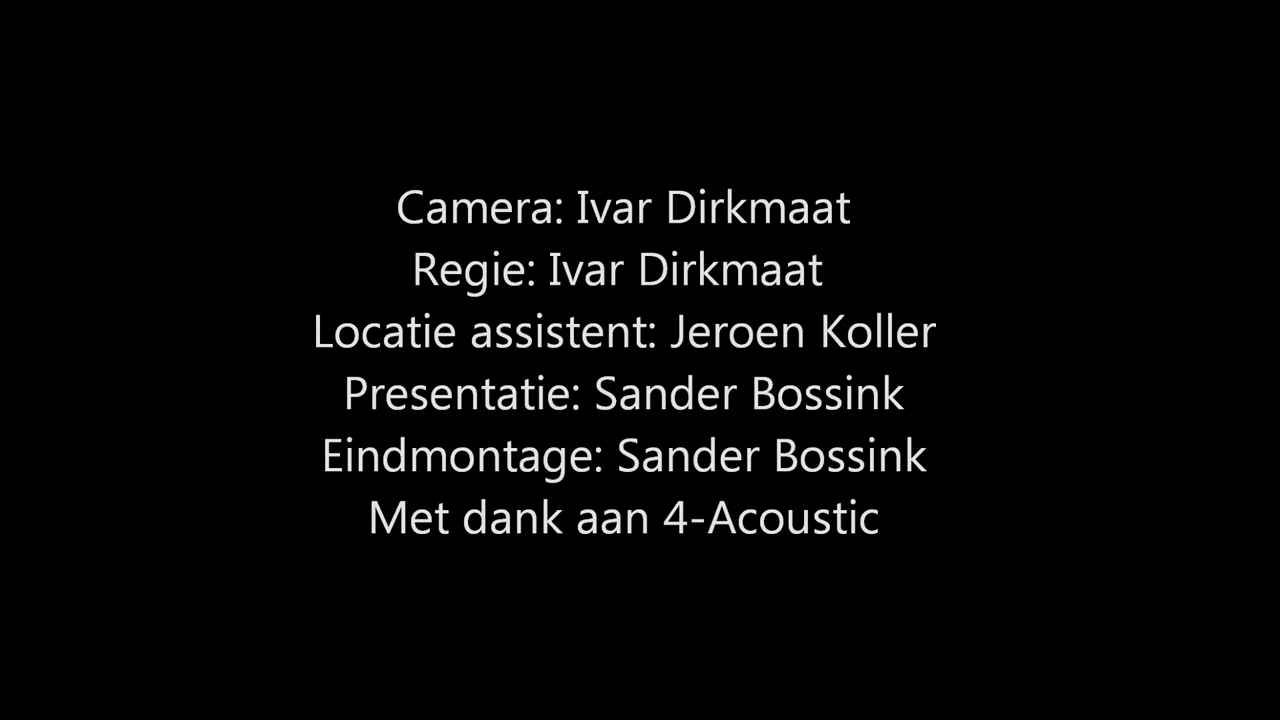 Camera: Ivar Dirkmaat
Regie: Ivar Dirkmaat
Locatie assistent: Jeroen Koller
Presentatie: Sander Bossink
Eindmontage: Sander Bossink
Met dank aan 4-Acoustic